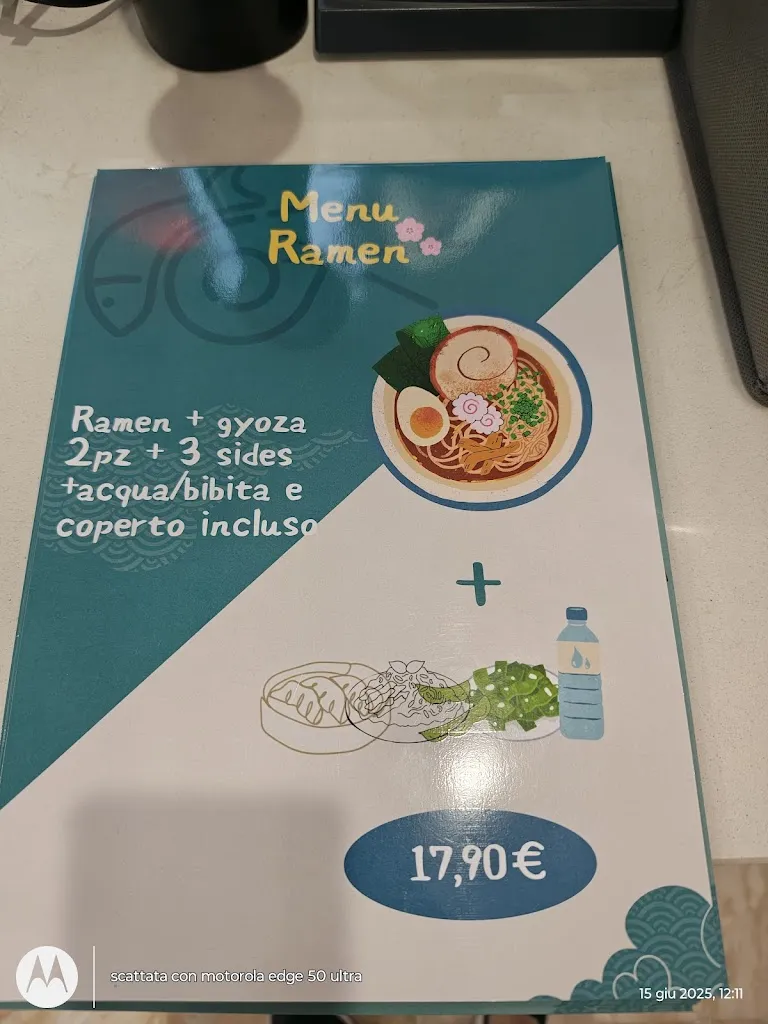 Menu
Ramen
Ramen + gyoza
2pz + 3 sides
+acqua/bibita e
coperto incluso
+
17,90€
scattata con motorola edge 50 ultra
15 giu 2025, 12:11